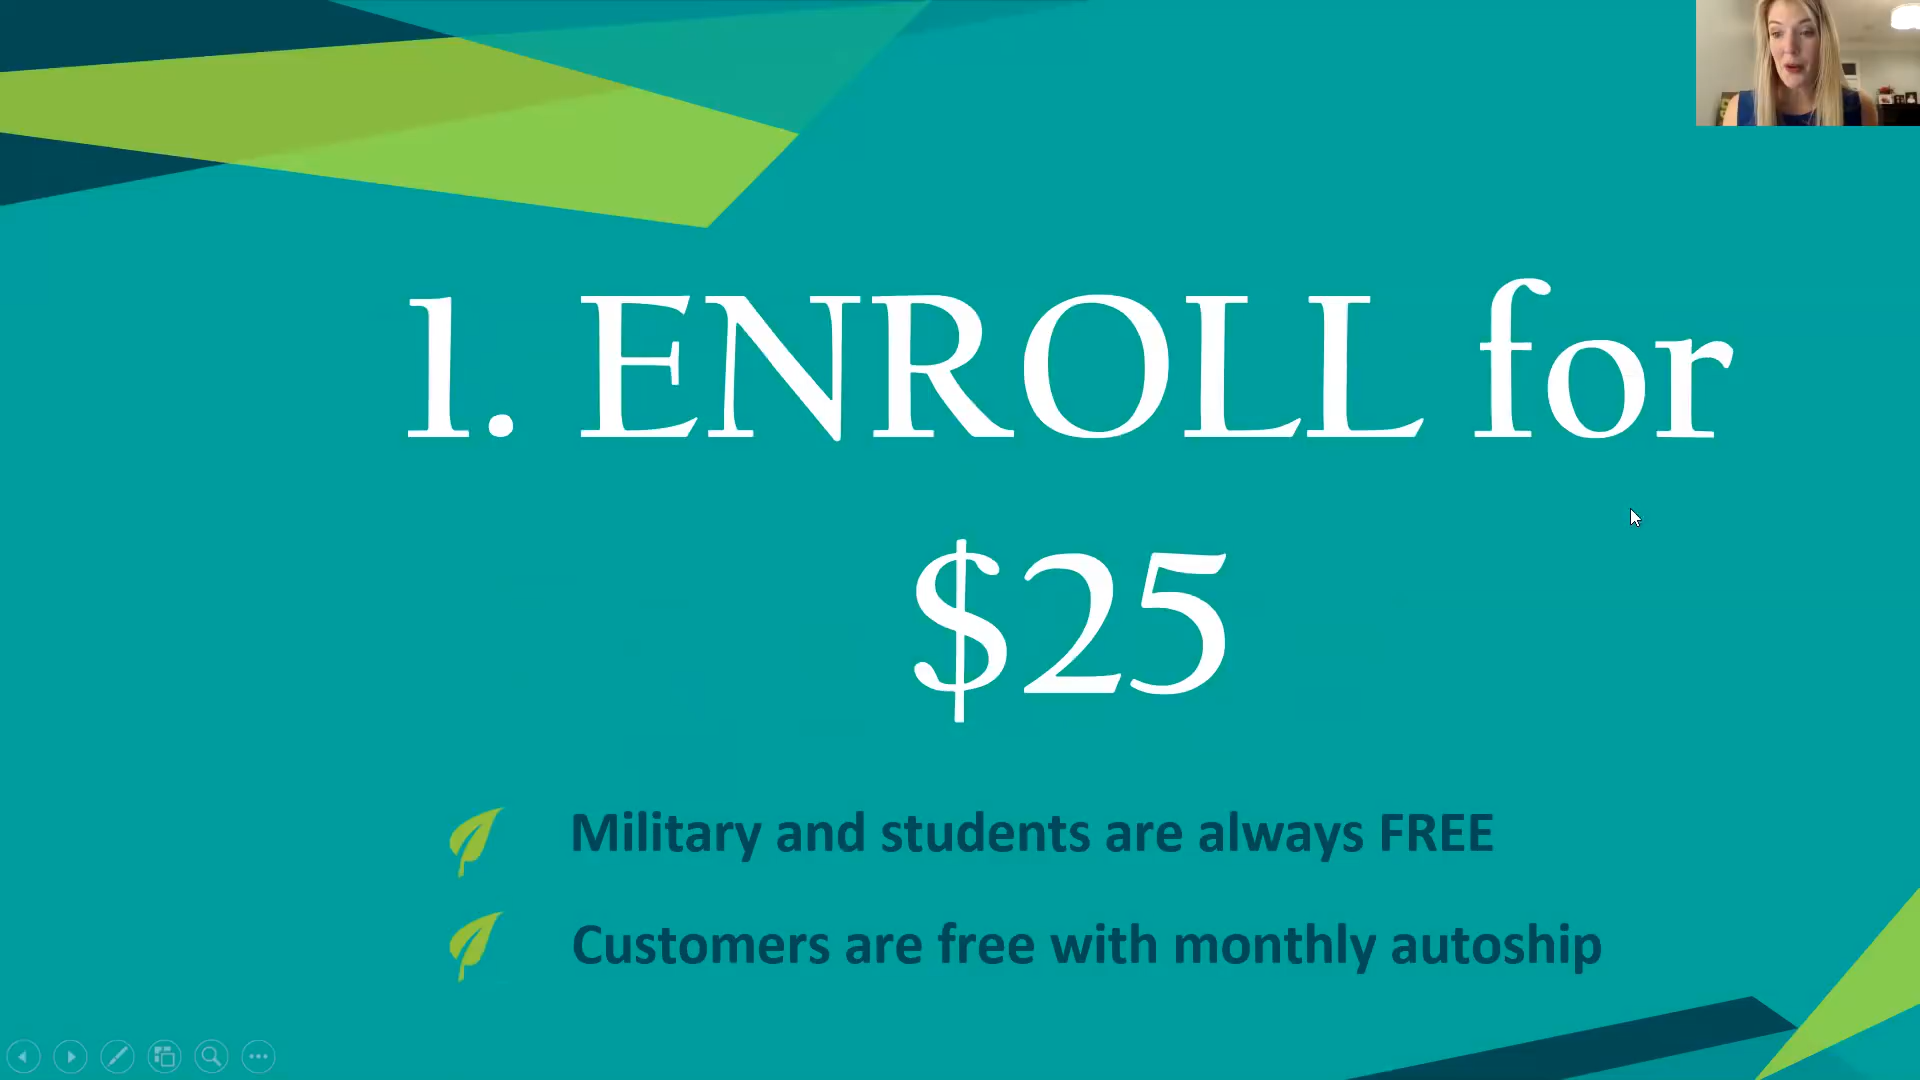 1. ENROLL for
$25
Military and students are always FREE
Customers are free with monthly autoship